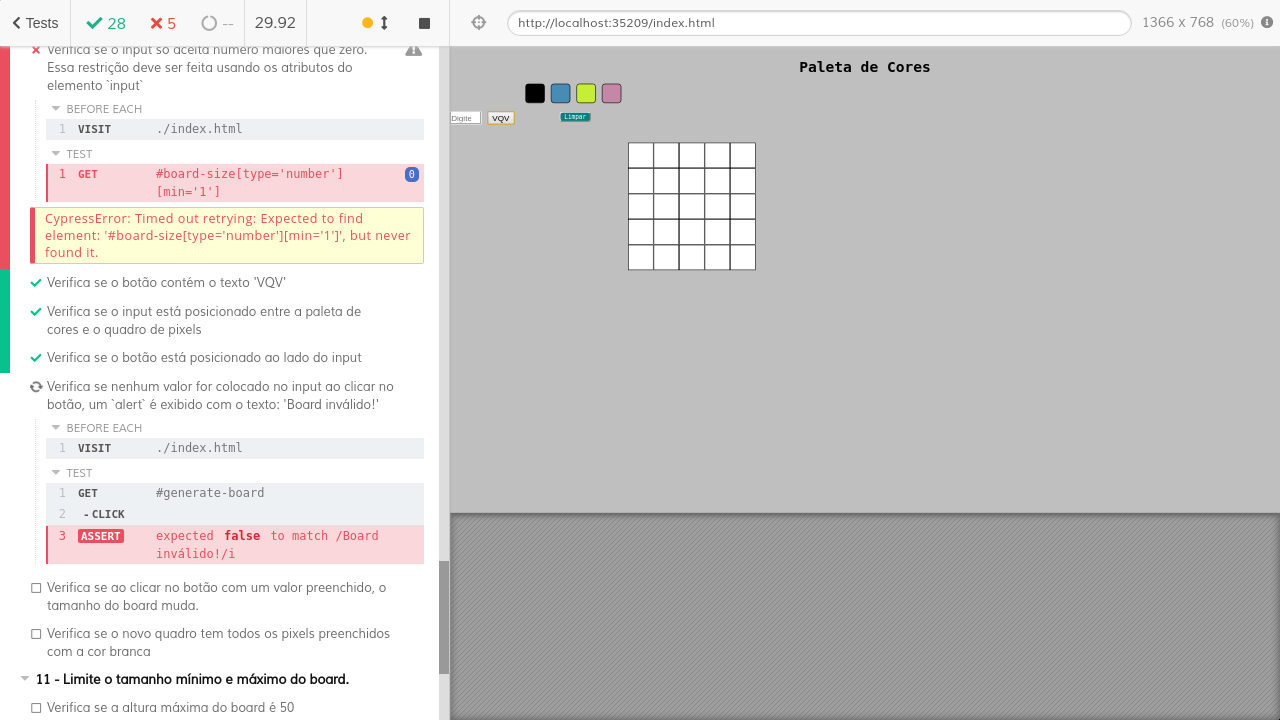 Tests
28
5
--
29.92
http://localhost:35209/index.html
1366 x 768 (60%)
Verifica se o input só aceita número maiores que zero.
Essa restrição deve ser feita usando os atributos do
elemento `input`
BEFORE EACH
1 VISIT ./index.html
TEST
1 GET #board-size[type='number']
[min='1']
0
CypressError: Timed out retrying: Expected to find
element: '#board-size[type='number'][min='1']', but never
found it.
Verifica se o botão contém o texto 'VQV'
Verifica se o input está posicionado entre a paleta de
cores e o quadro de pixels
Verifica se o botão está posicionado ao lado do input
Verifica se nenhum valor for colocado no input ao clicar no
botão, um `alert` é exibido com o texto: 'Board inválido!'
BEFORE EACH
1 VISIT ./index.html
TEST
1 GET #generate-board
2 - CLICK
3 ASSERT expected false to match /Board
inválido!/i
Verifica se ao clicar no botão com um valor preenchido, o
tamanho do board muda.
Verifica se o novo quadro tem todos os pixels preenchidos
com a cor branca
11 - Limite o tamanho mínimo e máximo do board.
Verifica se a altura máxima do board é 50
Paleta de Cores
Digite
VQV
Limpar